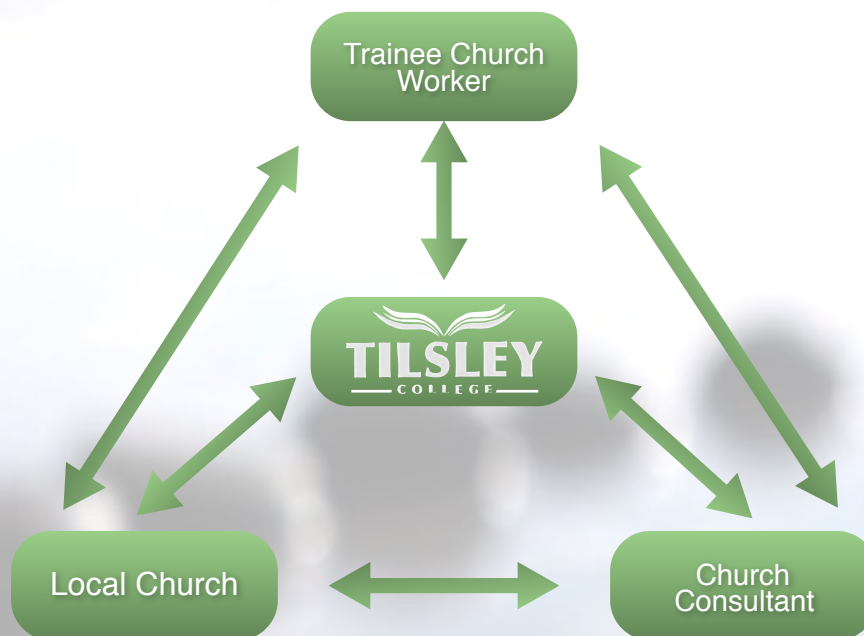 Trainee Church
Worker
TILSLEY
COLLEGE
Local Church
Church
Consultant